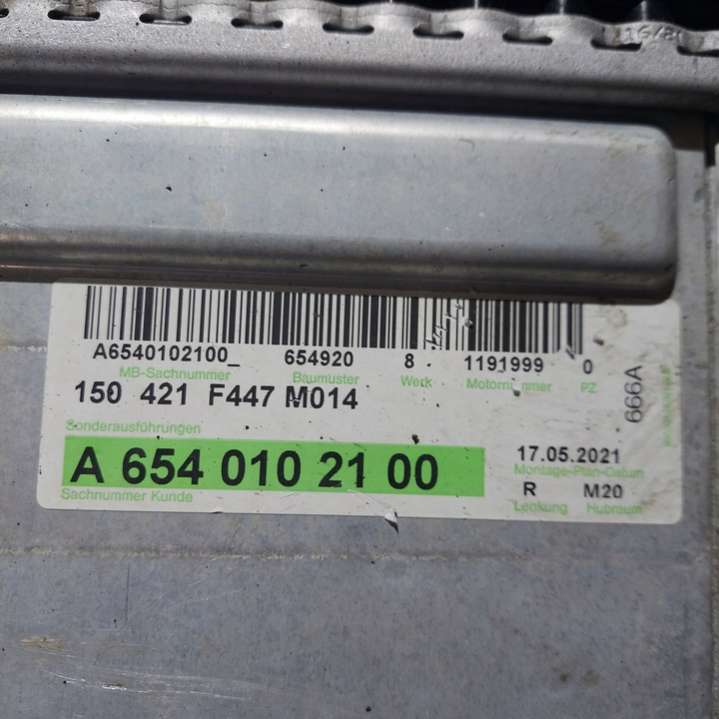 A6540102100_ 654920 8 1191999 0
MB-Sachnummer Baumuster Werk Motornummer PZ
150 421 F447 M014
Sonderausführungen
A 654 010 21 00
Sachnummer Kunde
17.05.2021
Montage-Plan-Datum
R M20
Lenkung Hubraum
666A